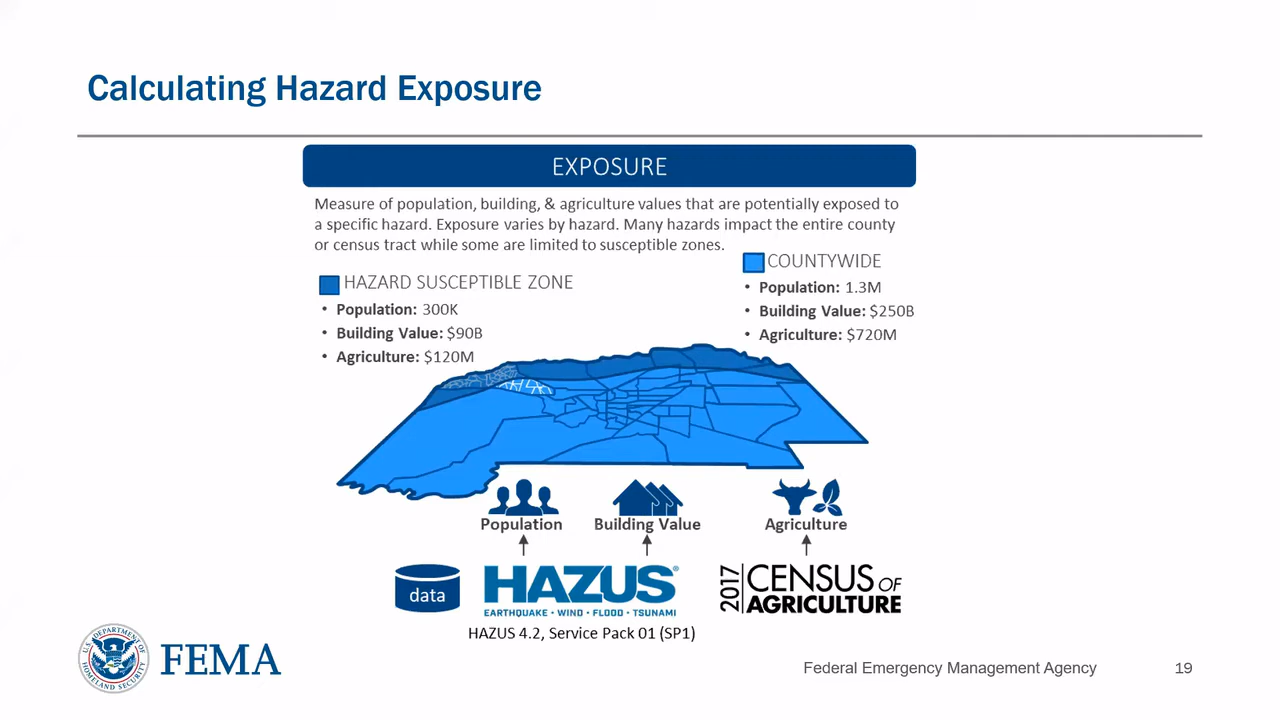 Calculating Hazard Exposure
EXPOSURE
Measure of population, building, & agriculture values that are potentially exposed to
a specific hazard. Exposure varies by hazard. Many hazards impact the entire county
or census tract while some are limited to susceptible zones.
COUNTYWIDE
• Population: 1.3M
• Building Value: $250B
• Agriculture: $720M
HAZARD SUSCEPTIBLE ZONE
• Population: 300K
• Building Value: $90B
• Agriculture: $120M
Population
Building Value
Agriculture
data
HAZUS®
EARTHQUAKE • WIND • FLOOD • TSUNAMI
HAZUS 4.2, Service Pack 01 (SP1)
2017
CENSUS OF
AGRICULTURE
U.S. DEPARTMENT OF
HOMELAND SECURITY
FEMA
Federal Emergency Management Agency
19